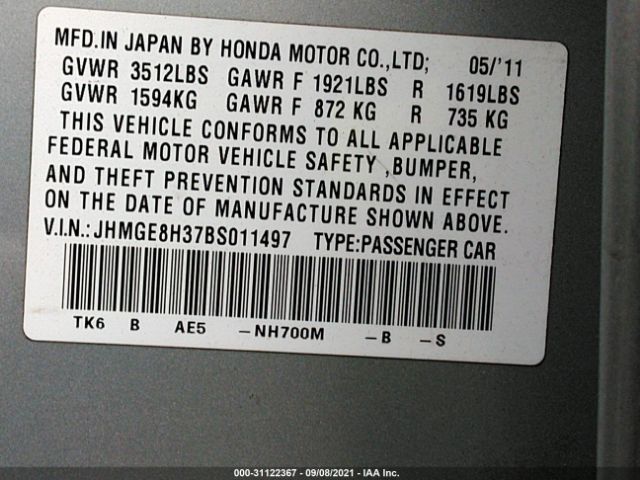 MFD.IN JAPAN BY HONDA MOTOR CO.,LTD; 05/'11
GVWR 3512LBS GAWR F 1921LBS R 1619LBS
GVWR 1594KG GAWR F 872 KG R 735 KG
THIS VEHICLE CONFORMS TO ALL APPLICABLE
FEDERAL MOTOR VEHICLE SAFETY ,BUMPER,
AND THEFT PREVENTION STANDARDS IN EFFECT
ON THE DATE OF MANUFACTURE SHOWN ABOVE.
V.I.N.: JHMGE8H37BS011497 TYPE:PASSENGER CAR
TK6 B AE5 –NH700M –B –S
000-31122367 - 09/08/2021 - IAA Inc.